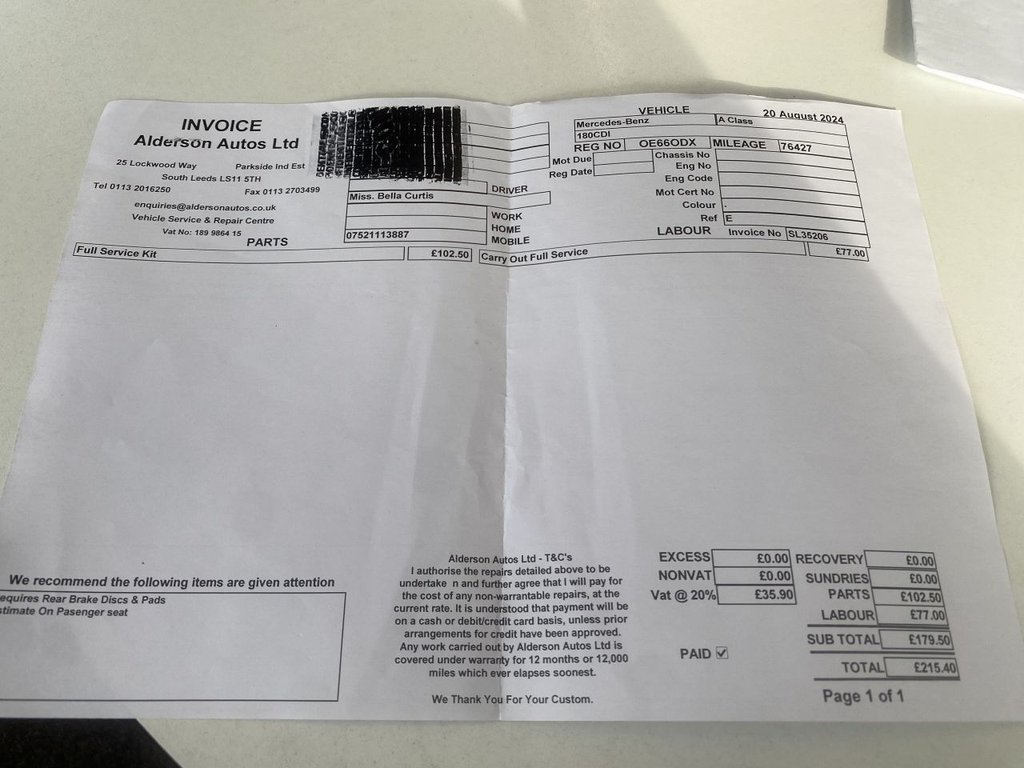 INVOICE
Alderson Autos Ltd
25 Lockwood Way Parkside Ind Est
South Leeds LS11 5TH
Tel 0113 2016250 Fax 0113 2703499
enquiries@aldersonautos.co.uk
Vehicle Service & Repair Centre
Vat No: 189 9864 15
DRIVER
Miss. Bella Curtis
WORK
HOME
07521113887 MOBILE
VEHICLE 20 August 2024
Mercedes-Benz A Class
180CDI
REG NO OE66ODX MILEAGE 76427
Mot Due Chassis No
Reg Date Eng No
Eng Code
Mot Cert No
Colour .
Ref E
LABOUR Invoice No SL35206
PARTS
Full Service Kit £102.50 Carry Out Full Service £77.00
We recommend the following items are given attention
equires Rear Brake Discs & Pads
stimate On Pasenger seat
Alderson Autos Ltd - T&C's
I authorise the repairs detailed above to be
undertake n and further agree that I will pay for
the cost of any non-warrantable repairs, at the
current rate. It is understood that payment will be
on a cash or debit/credit card basis, unless prior
arrangements for credit have been approved.
Any work carried out by Alderson Autos Ltd is
covered under warranty for 12 months or 12,000
miles which ever elapses soonest.
We Thank You For Your Custom.
EXCESS £0.00 RECOVERY £0.00
NONVAT £0.00 SUNDRIES £0.00
Vat @ 20% £35.90 PARTS £102.50
LABOUR £77.00
SUB TOTAL £179.50
PAID
TOTAL £215.40
Page 1 of 1